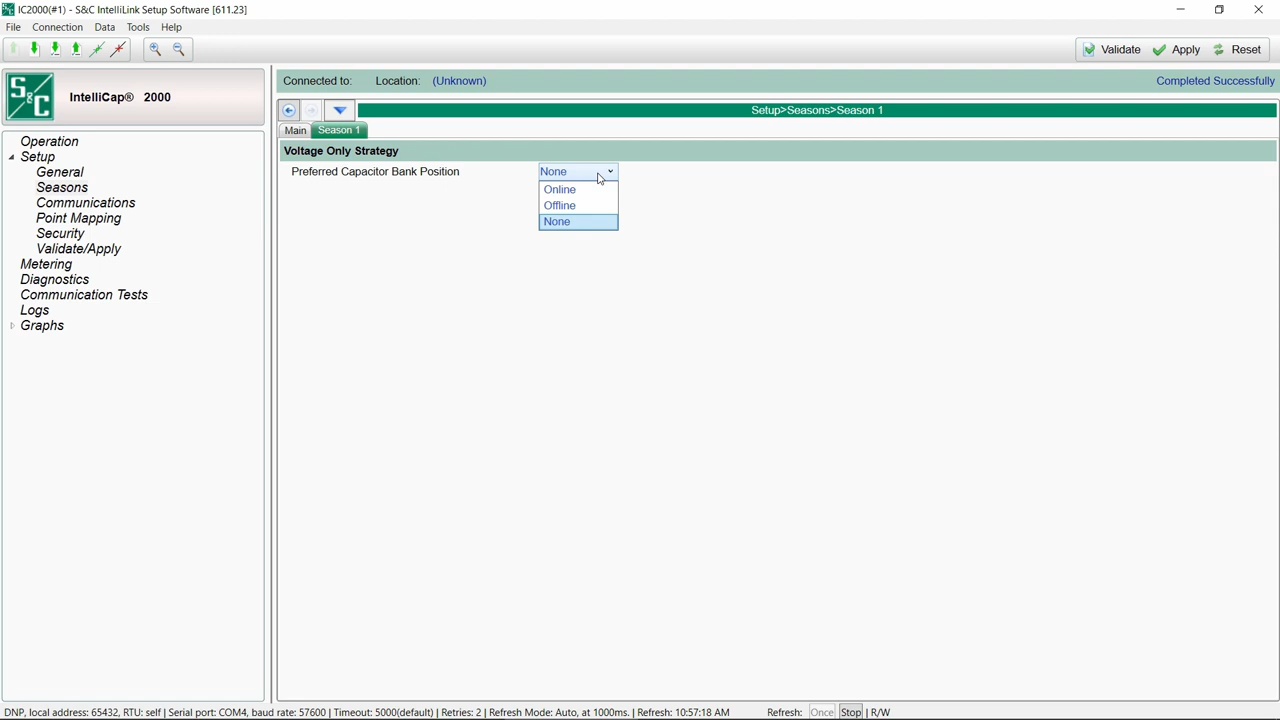 IC2000(#1) - S&C IntelliLink Setup Software [611.23]
File Connection Data Tools Help
Validate Apply Reset
S&C
IntelliCap® 2000
Connected to: Location: (Unknown) Completed Successfully
Setup>Seasons>Season 1
Main Season 1
Voltage Only Strategy
Preferred Capacitor Bank Position None
Online
Offline
None
Operation
Setup
General
Seasons
Communications
Point Mapping
Security
Validate/Apply
Metering
Diagnostics
Communication Tests
Logs
Graphs
DNP, local address: 65432, RTU: self | Serial port: COM4, baud rate: 57600 | Timeout: 5000(default) | Retries: 2 | Refresh Mode: Auto, at 1000ms. | Refresh: 10:57:18 AM Refresh: Once Stop | R/W